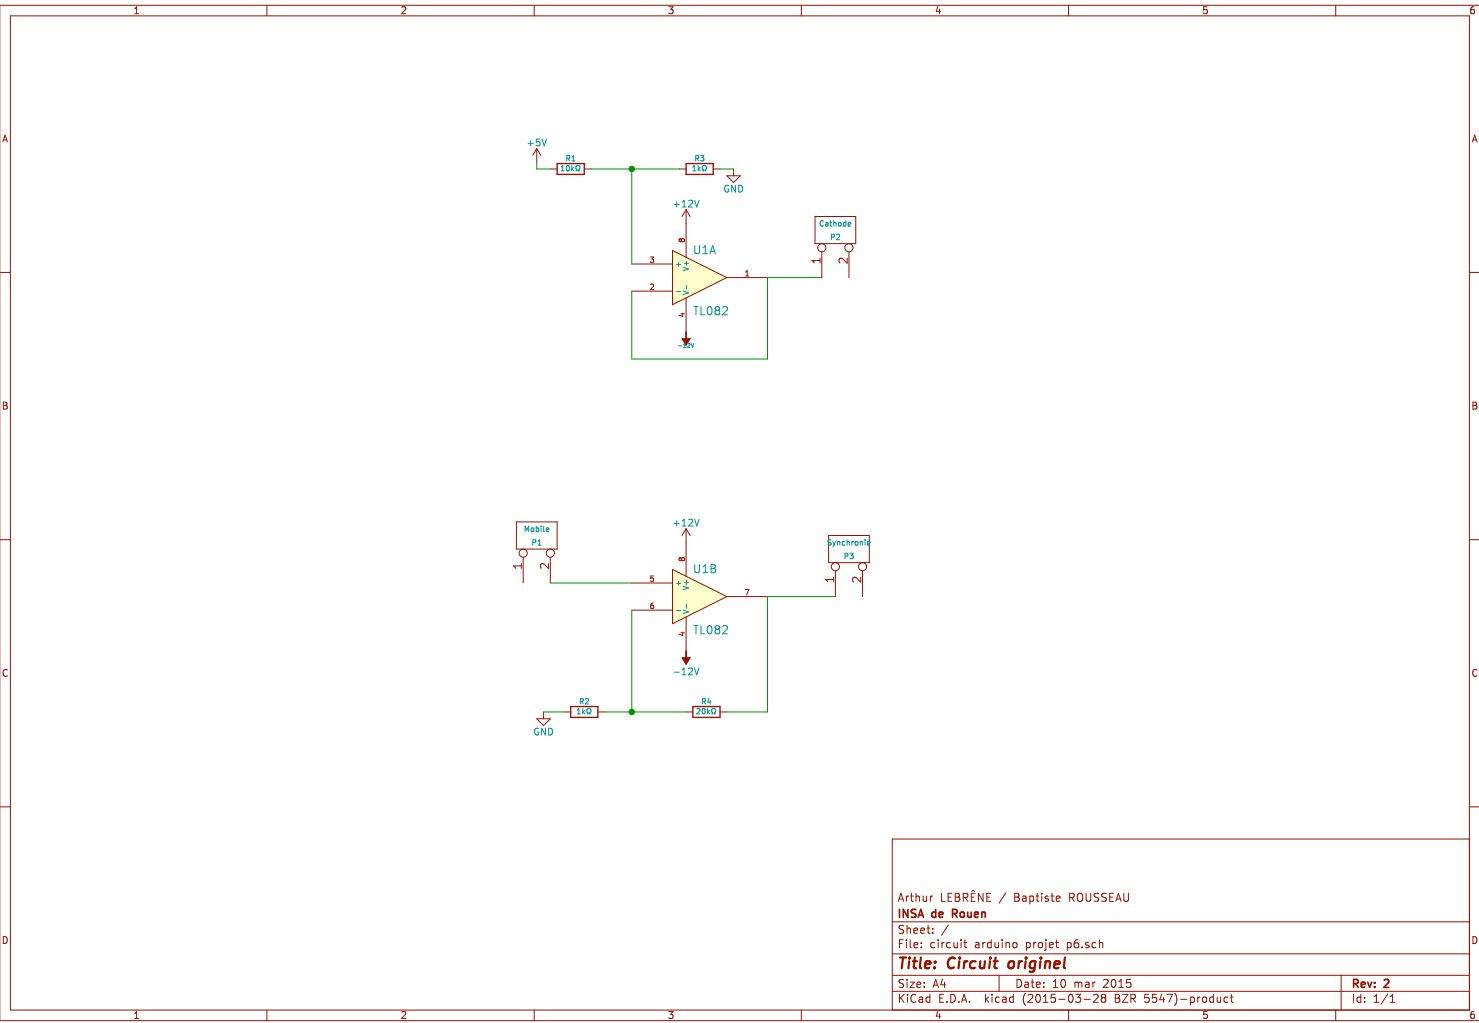 1 2 3 4 5 6
A A
+5V
R1 R3
10kΩ 1kΩ
GND
+12V
Cathode
P2
8
U1A
1 2
3 + V+
1
2 - V-
4
TL082
-12V
B B
+12V
Mobile
P1
Synchronie
P3
8
1 2
U1B
1 2
5 + V+
7
6 - V-
4
TL082
-12V
C C
R2 R4
1kΩ 20kΩ
GND
Arthur LEBRÊNE / Baptiste ROUSSEAU
INSA de Rouen
Sheet: /
File: circuit arduino projet p6.sch
D D
Title: Circuit originel
Size: A4 Date: 10 mar 2015 Rev: 2
KiCad E.D.A. kicad (2015-03-28 BZR 5547)-product Id: 1/1
1 2 3 4 5 6